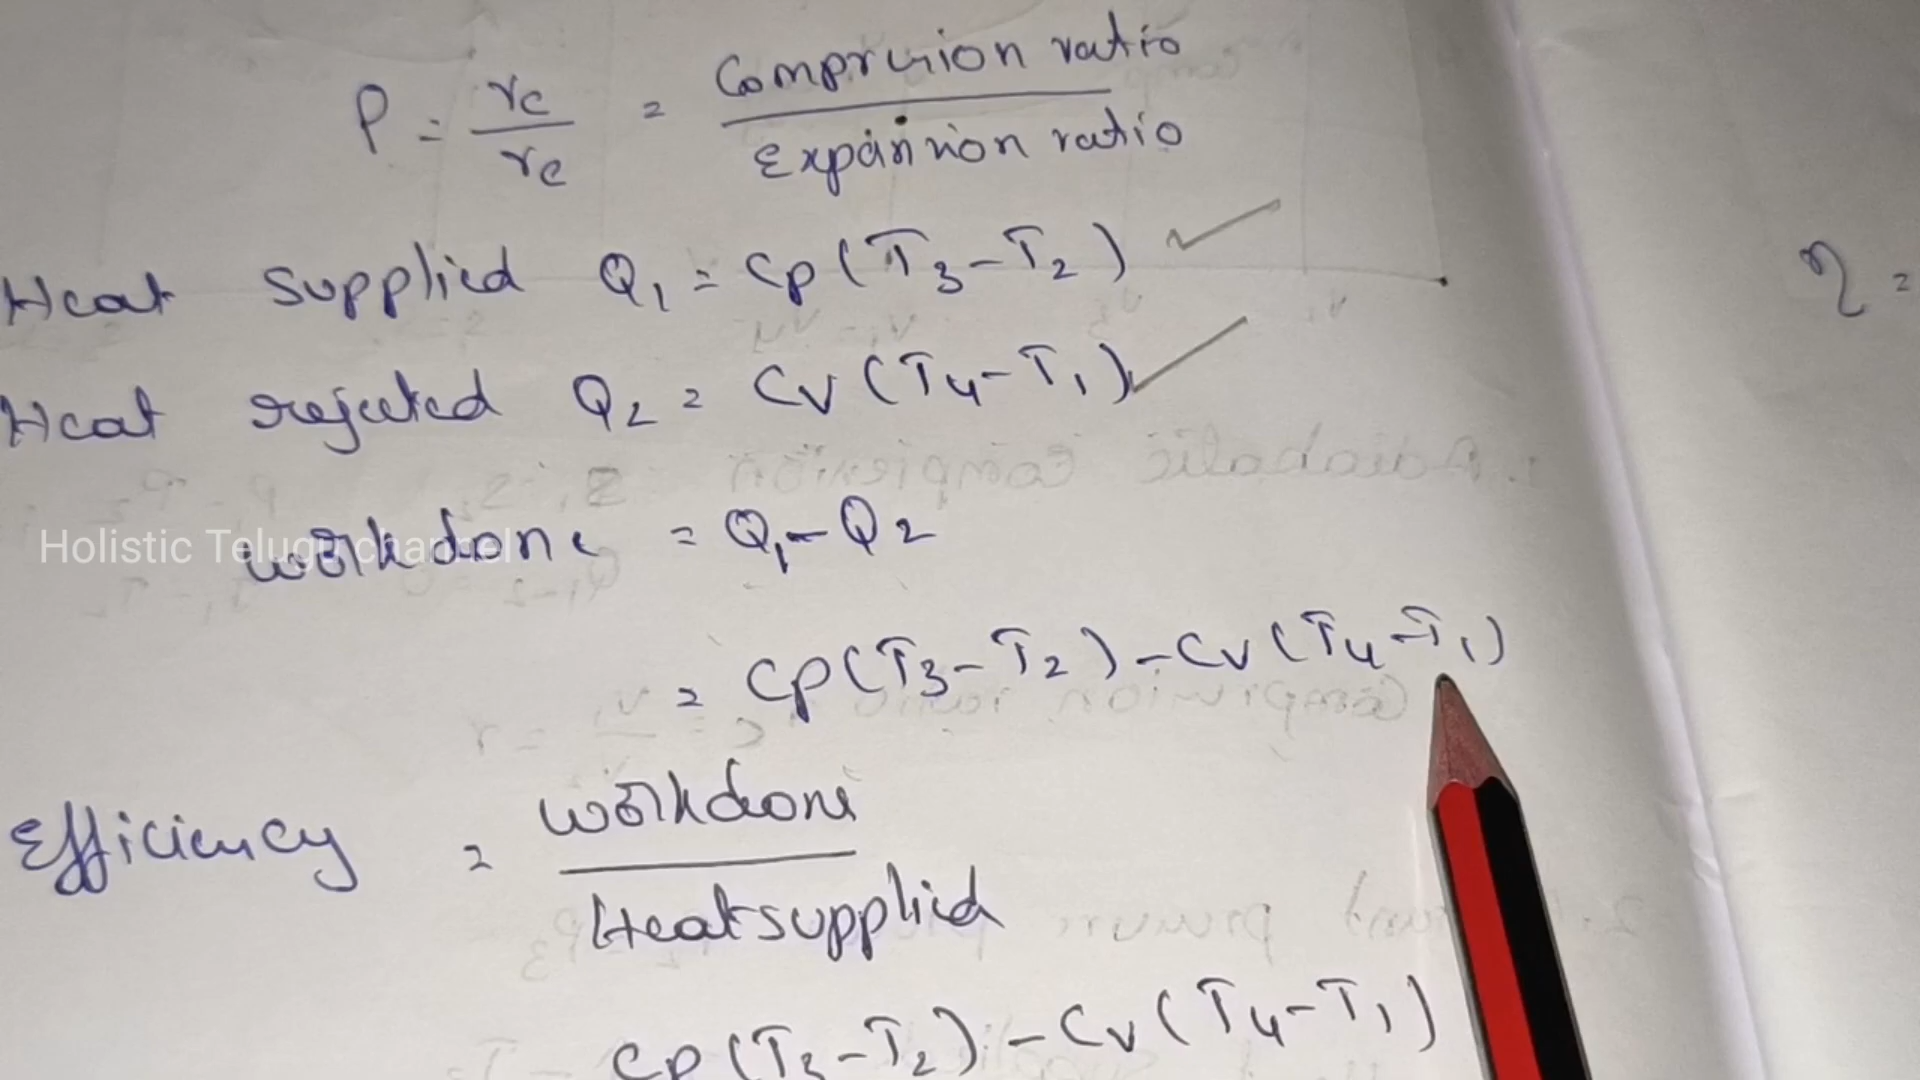 ρ = rc / re = Compression ratio / Expansion ratio
Heat supplied Q1 = Cp(T3-T2) ✓
Heat rejected Q2 = Cv(T4-T1) ✓
Holistic Telugu channel
workdone = Q1-Q2
= Cp(T3-T2)-Cv(T4-T1)
Efficiency = workdone / Heat supplied
Cp(T3-T2)-Cv(T4-T1)
η =